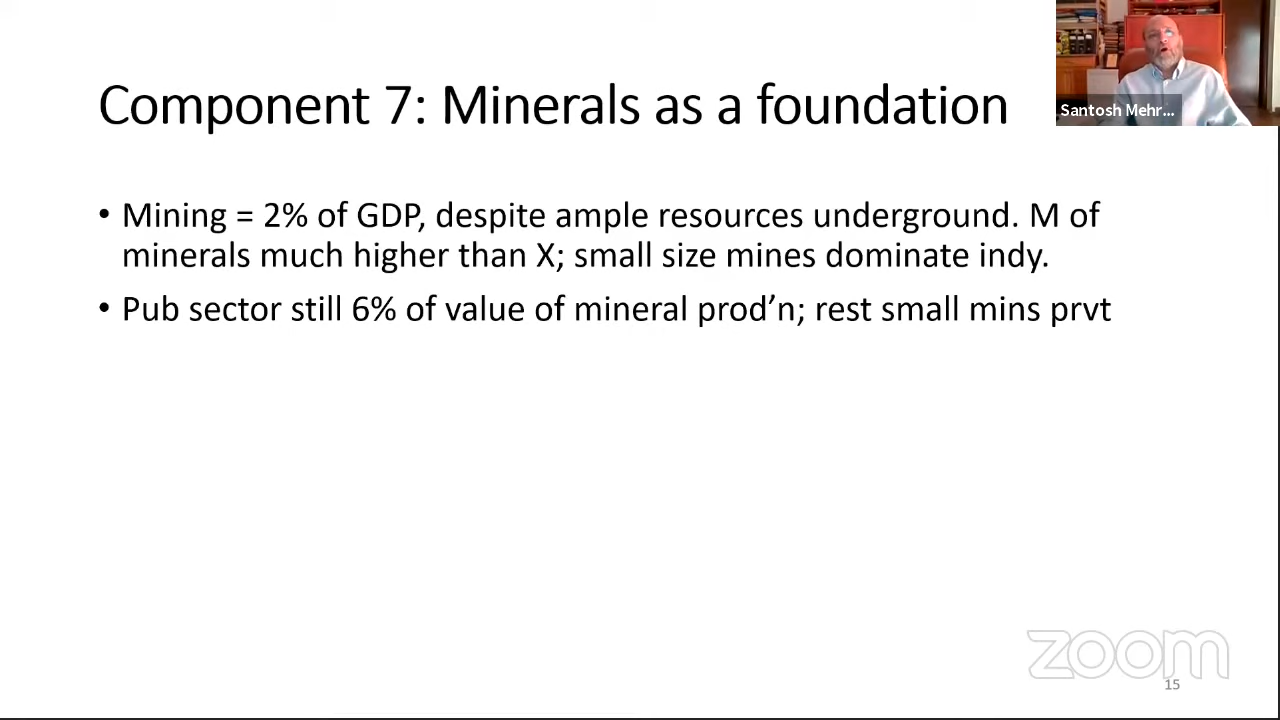 Component 7: Minerals as a foundation
Santosh Mehr...
• Mining = 2% of GDP, despite ample resources underground. M of
minerals much higher than X; small size mines dominate indy.
• Pub sector still 6% of value of mineral prod’n; rest small mins prvt
zoom
15